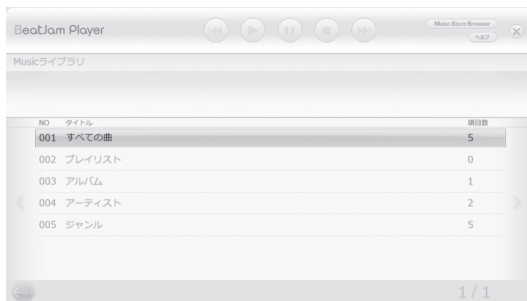 BeatJam Player
Music Store Browser
ヘルプ
Musicライブラリ
NO タイトル 項目数
001 すべての曲 5
002 プレイリスト 0
003 アルバム 1
004 アーティスト 2
005 ジャンル 5
1/1